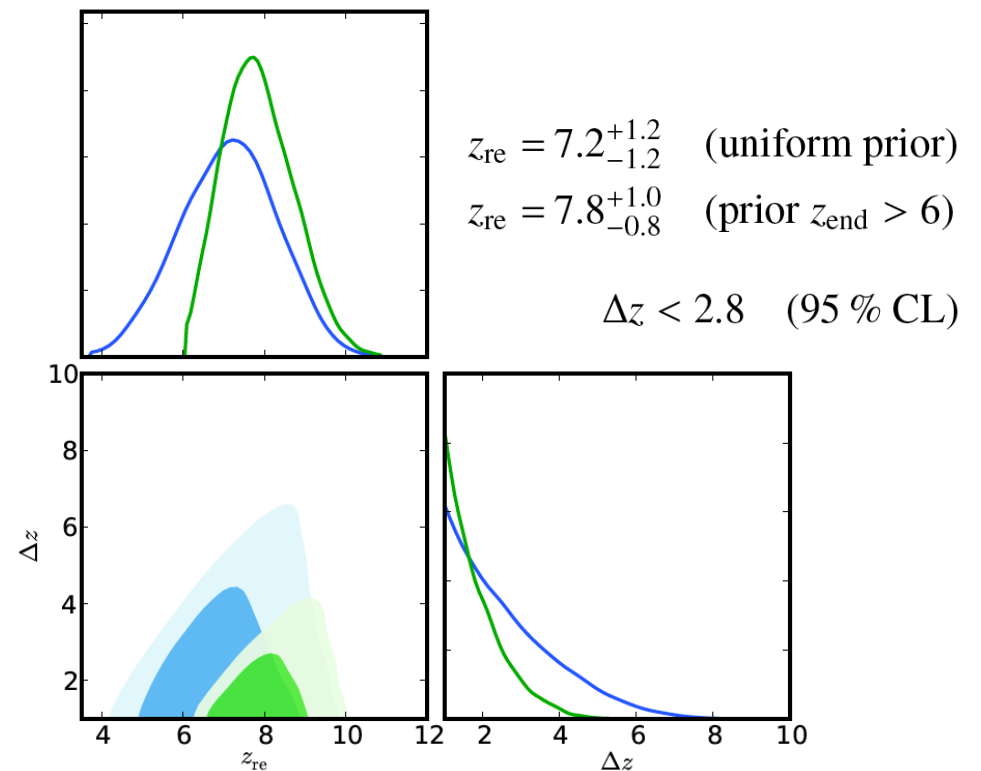 z_re = 7.2^{+1.2}_{-1.2} (uniform prior)
z_re = 7.8^{+1.0}_{-0.8} (prior z_end > 6)
Δz < 2.8 (95 % CL)
10
8
6
4
2
Δz
4 6 8 10 12
z_re
2 4 6 8 10
Δz